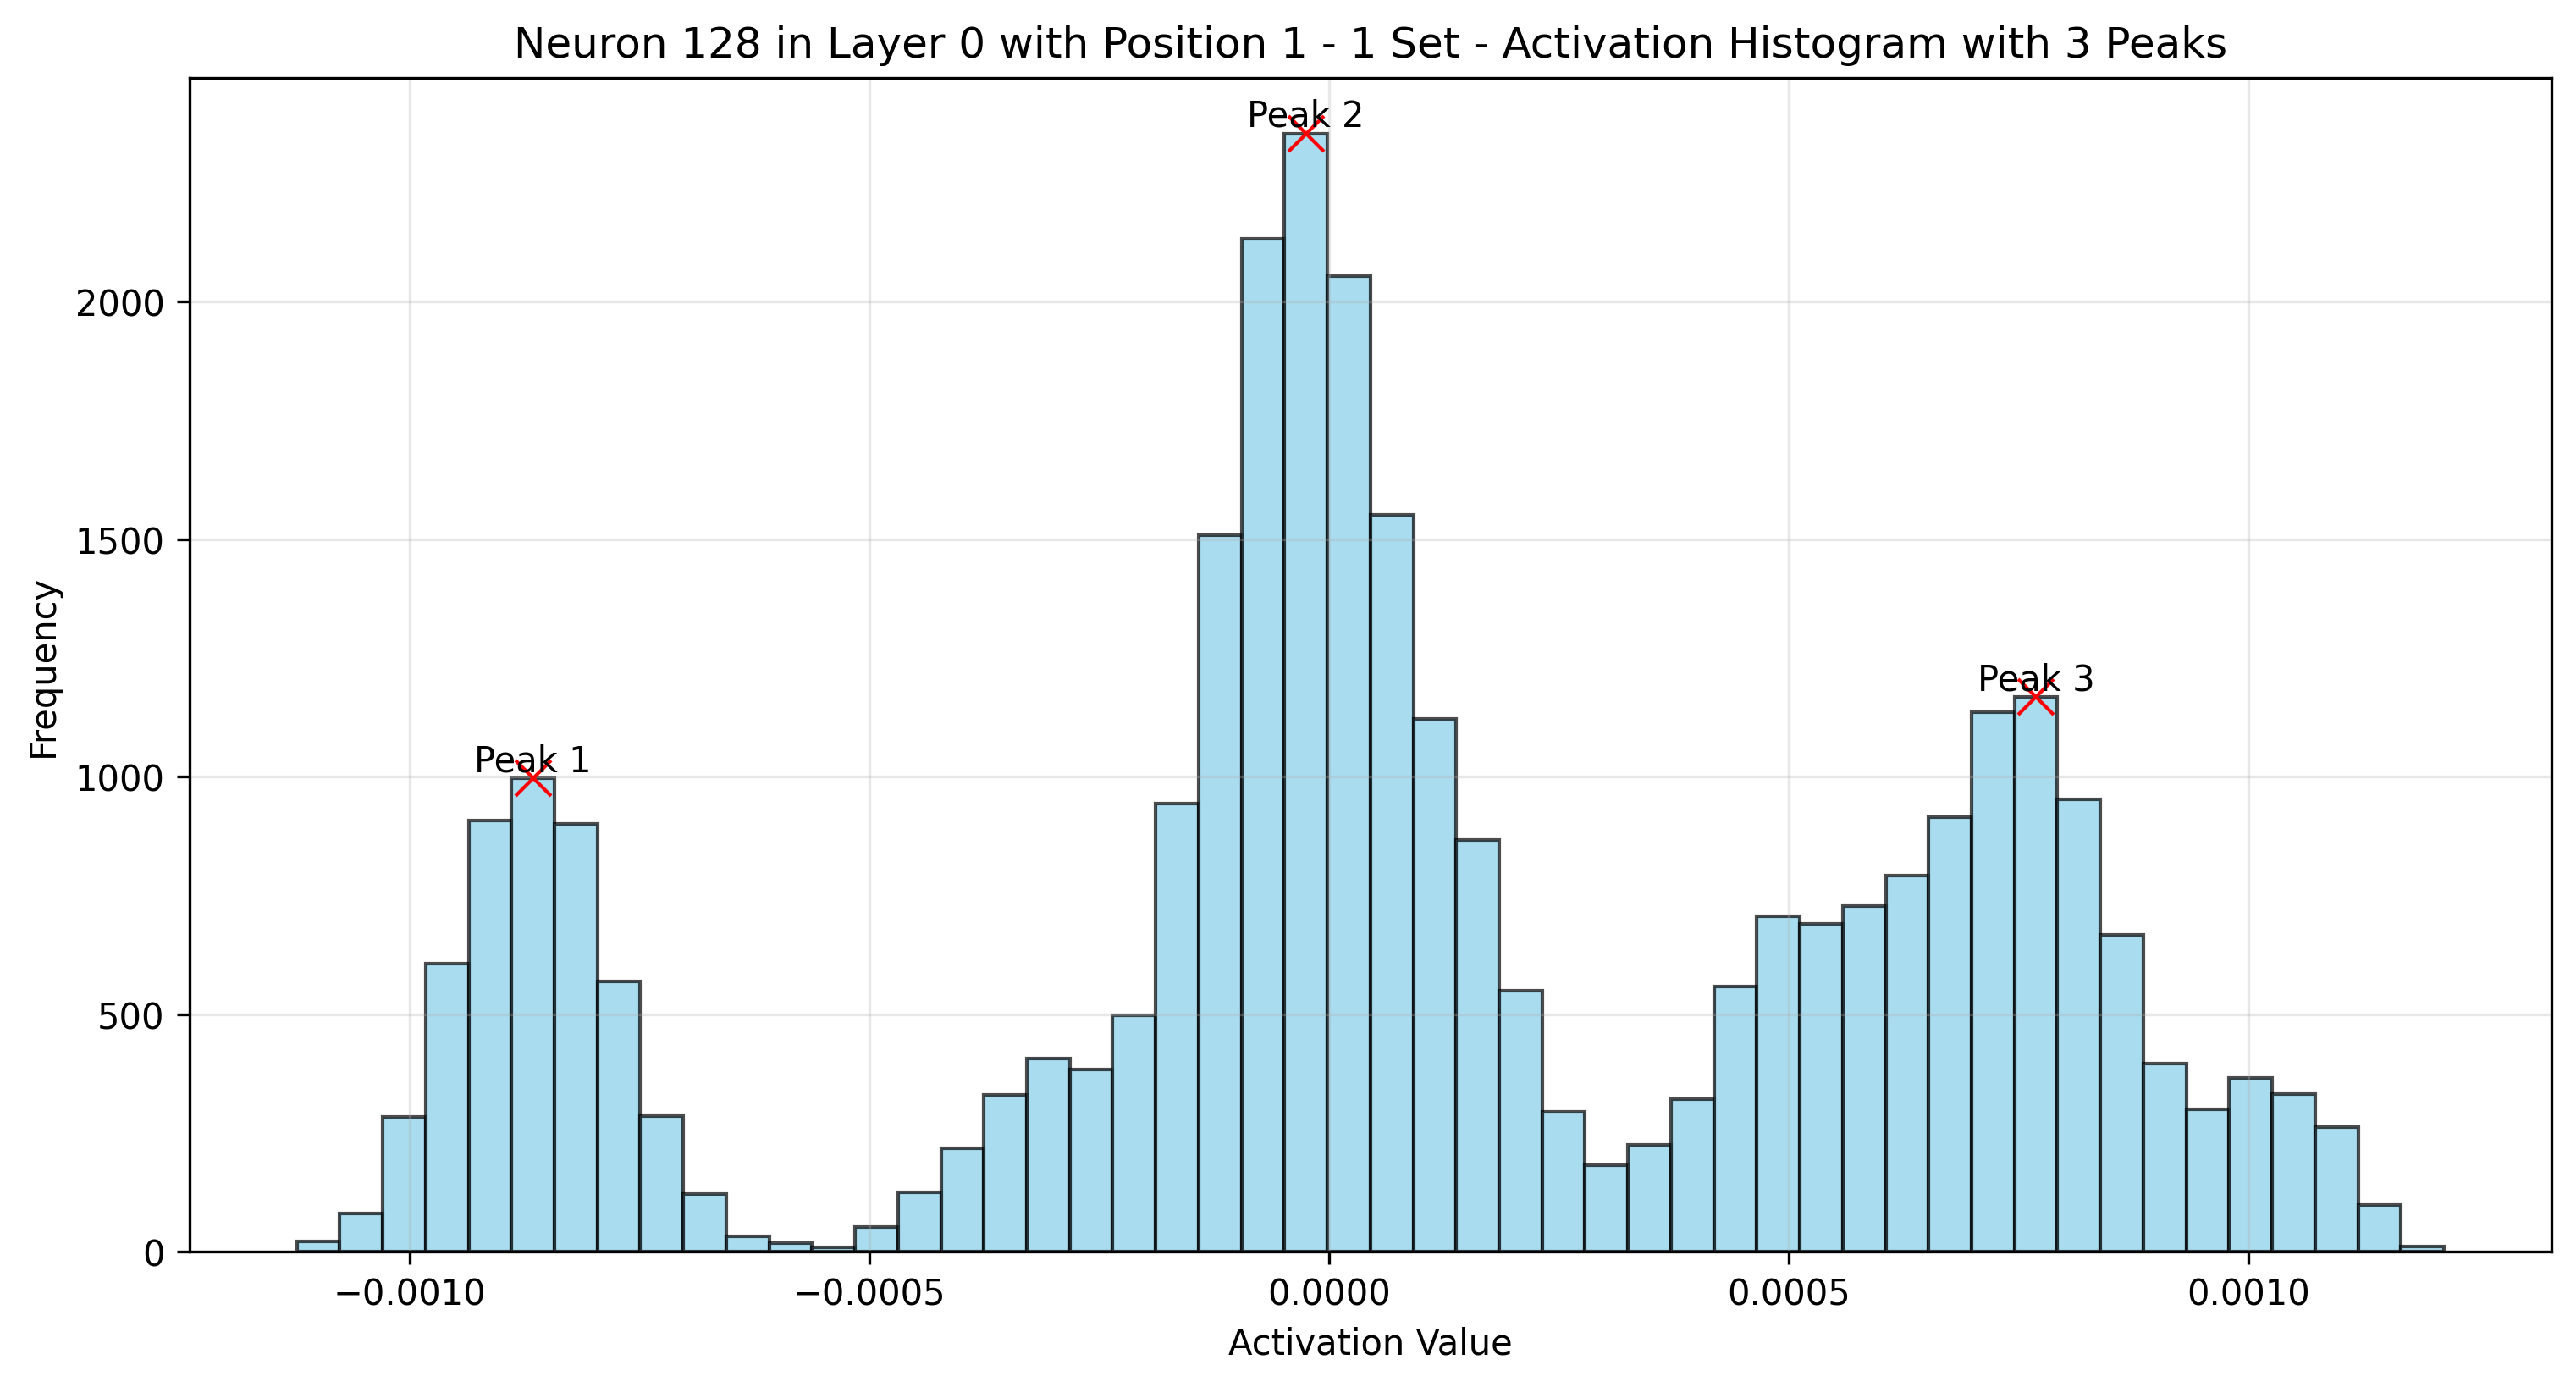 Neuron 128 in Layer 0 with Position 1 - 1 Set - Activation Histogram with 3 Peaks
Peak 2
Peak 3
Peak 1
Frequency
2000
1500
1000
500
0
−0.0010
−0.0005
0.0000
0.0005
0.0010
Activation Value